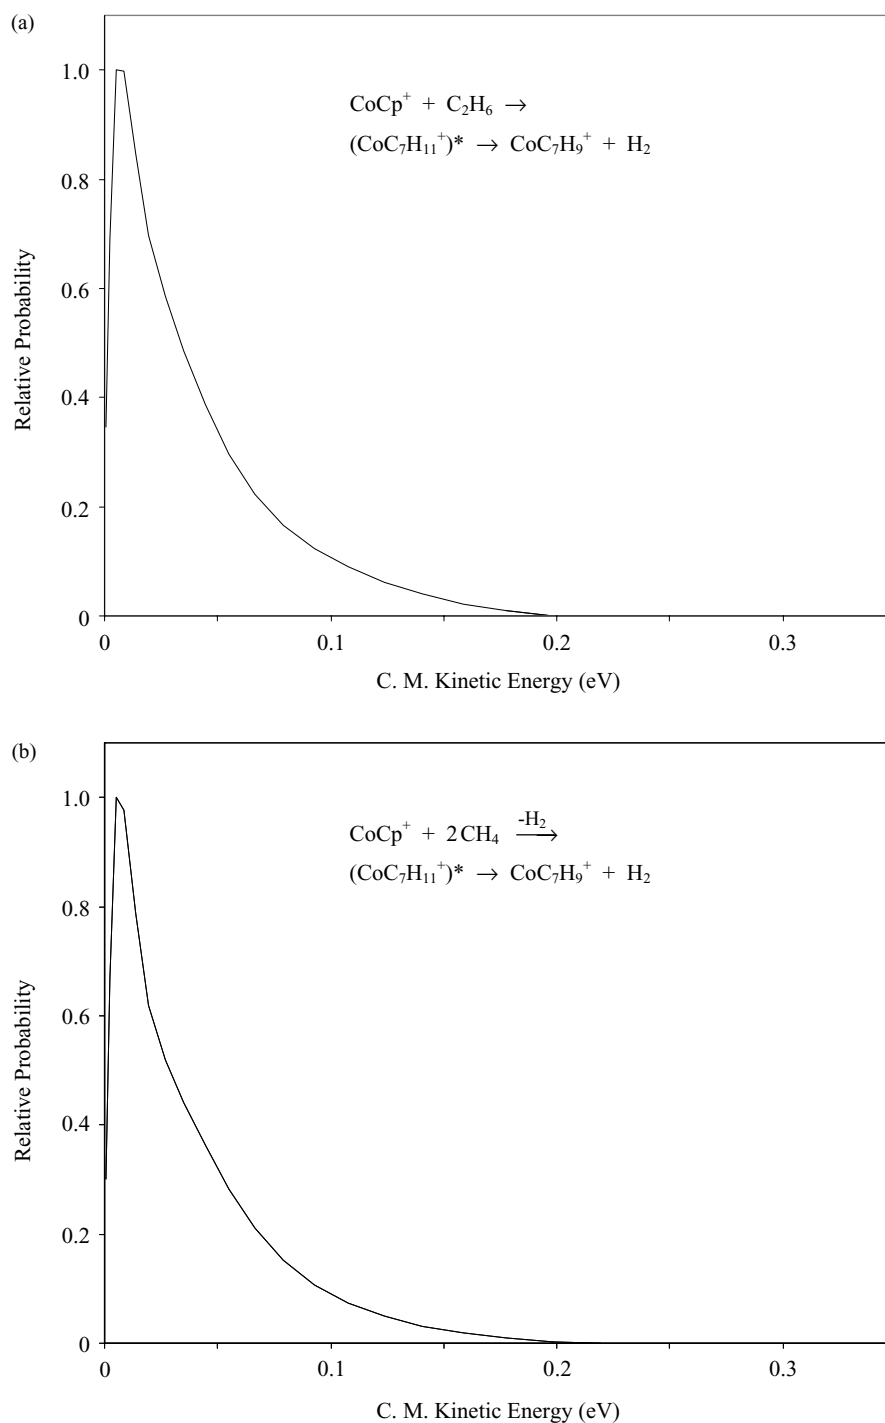 (a)
1.0
0.8
0.6
0.4
0.2
0
Relative Probability
CoCp⁺ + C₂H₆ →
(CoC₇H₁₁⁺)* → CoC₇H₉⁺ + H₂
0 0.1 0.2 0.3
C. M. Kinetic Energy (eV)
(b)
1.0
0.8
0.6
0.4
0.2
0
Relative Probability
-H₂
CoCp⁺ + 2 CH₄ →
(CoC₇H₁₁⁺)* → CoC₇H₉⁺ + H₂
0 0.1 0.2 0.3
C. M. Kinetic Energy (eV)